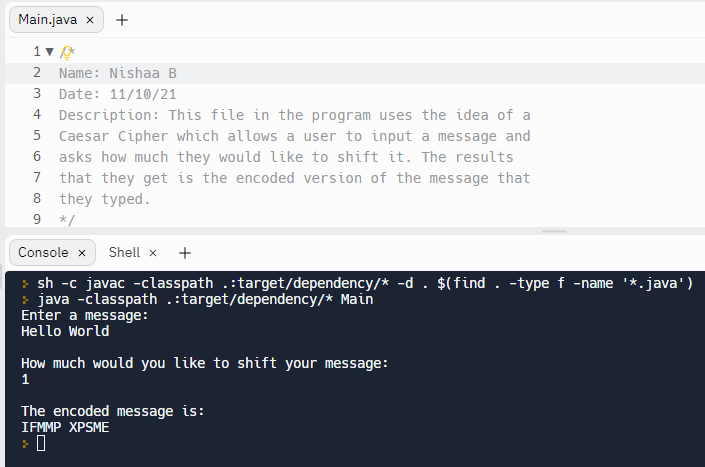 Main.java × +
1 /*
2 Name: Nishaa B
3 Date: 11/10/21
4 Description: This file in the program uses the idea of a
5 Caesar Cipher which allows a user to input a message and
6 asks how much they would like to shift it. The results
7 that they get is the encoded version of the message that
8 they typed.
9 */
Console × Shell × +
> sh -c javac -classpath .:target/dependency/* -d . $(find . -type f -name '*.java')
> java -classpath .:target/dependency/* Main
Enter a message:
Hello World
How much would you like to shift your message:
1
The encoded message is:
IFMMP XPSME
>